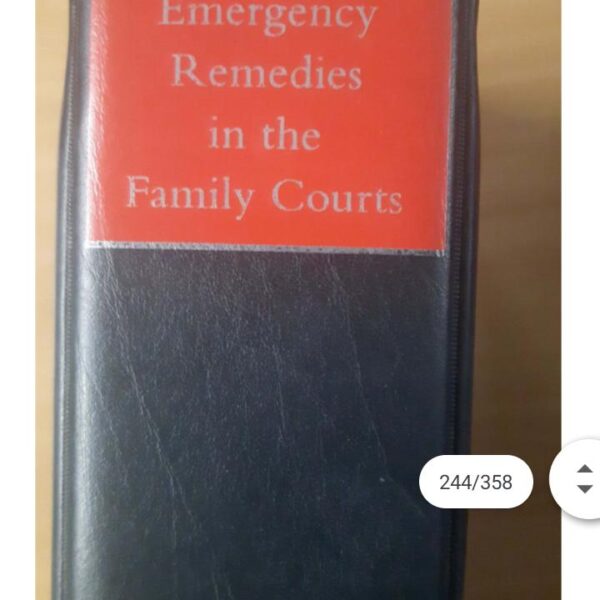 Emergency
Remedies
in the
Family Courts
244/358